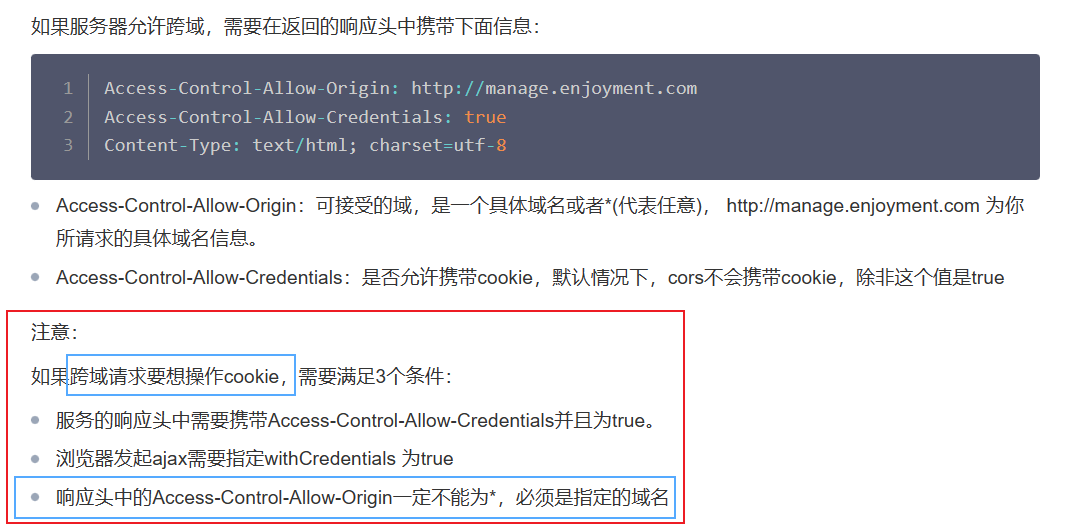 如果服务器允许跨域，需要在返回的响应头中携带下面信息：
1 Access-Control-Allow-Origin: http://manage.enjoyment.com
2 Access-Control-Allow-Credentials: true
3 Content-Type: text/html; charset=utf-8
Access-Control-Allow-Origin：可接受的域，是一个具体域名或者*(代表任意)， http://manage.enjoyment.com 为你
所请求的具体域名信息。
Access-Control-Allow-Credentials：是否允许携带cookie，默认情况下，cors不会携带cookie，除非这个值是true
注意：
如果跨域请求要想操作cookie，需要满足3个条件：
服务的响应头中需要携带Access-Control-Allow-Credentials并且为true。
浏览器发起ajax需要指定withCredentials 为true
响应头中的Access-Control-Allow-Origin一定不能为*，必须是指定的域名